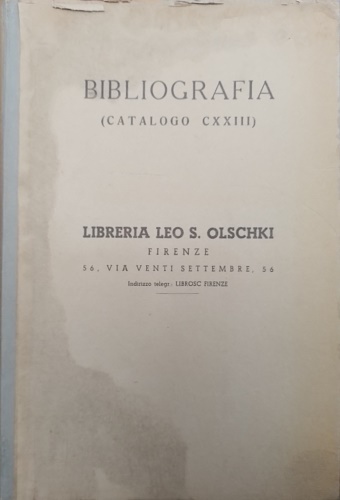 BIBLIOGRAFIA
(CATALOGO CXXIII)
LIBRERIA LEO S. OLSCHKI
FIRENZE
56, VIA VENTI SETTEMBRE, 56
Indirizzo telegr.: LIBROSC FIRENZE